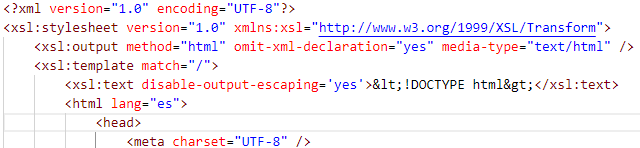 <?xml version="1.0" encoding="UTF-8"?>
<xsl:stylesheet version="1.0" xmlns:xsl="http://www.w3.org/1999/XSL/Transform">
<xsl:output method="html" omit-xml-declaration="yes" media-type="text/html" />
<xsl:template match="/">
<xsl:text disable-output-escaping='yes'>&lt;!DOCTYPE html&gt;</xsl:text>
<html lang="es">
<head>
<meta charset="UTF-8" />